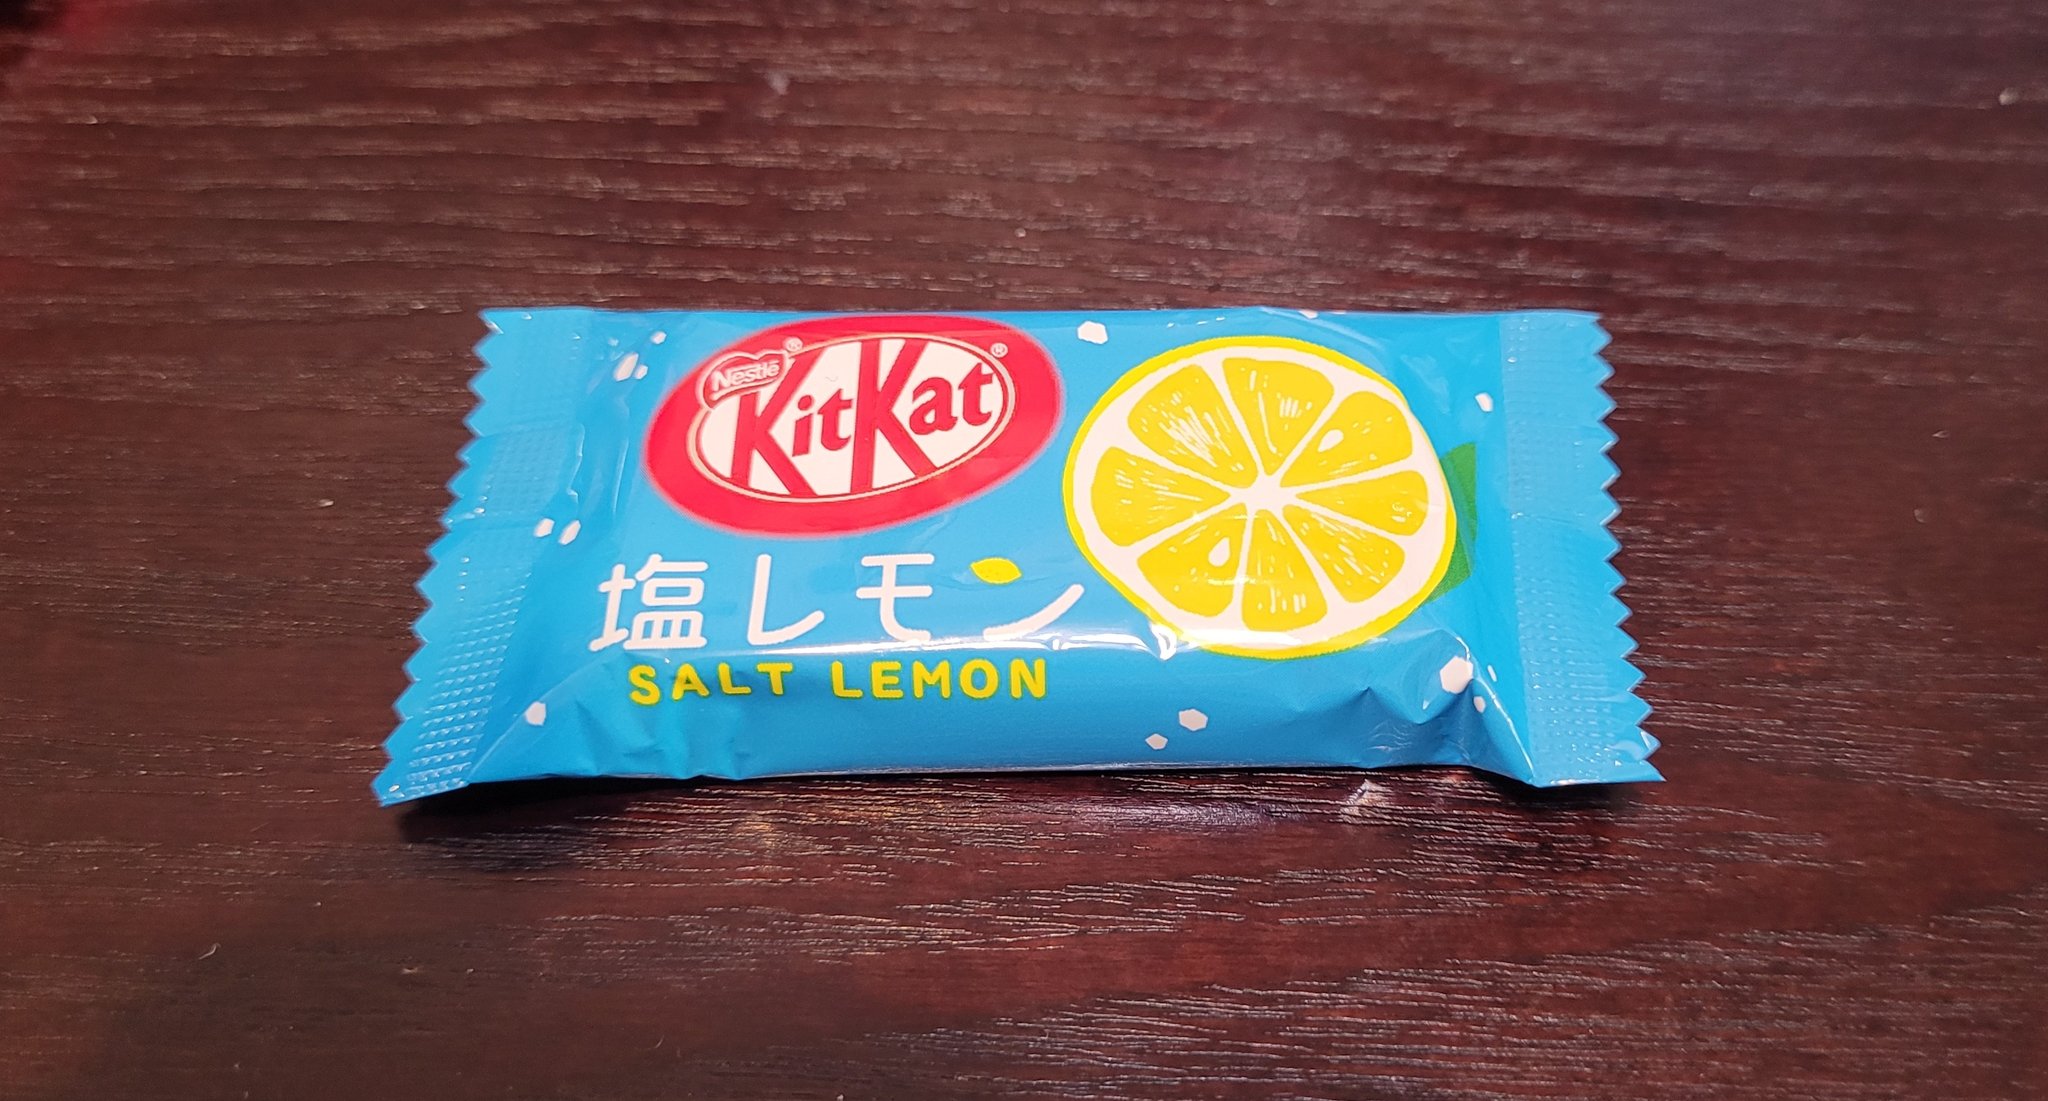 Nestlé®
KitKat®
塩レモン
SALT LEMON